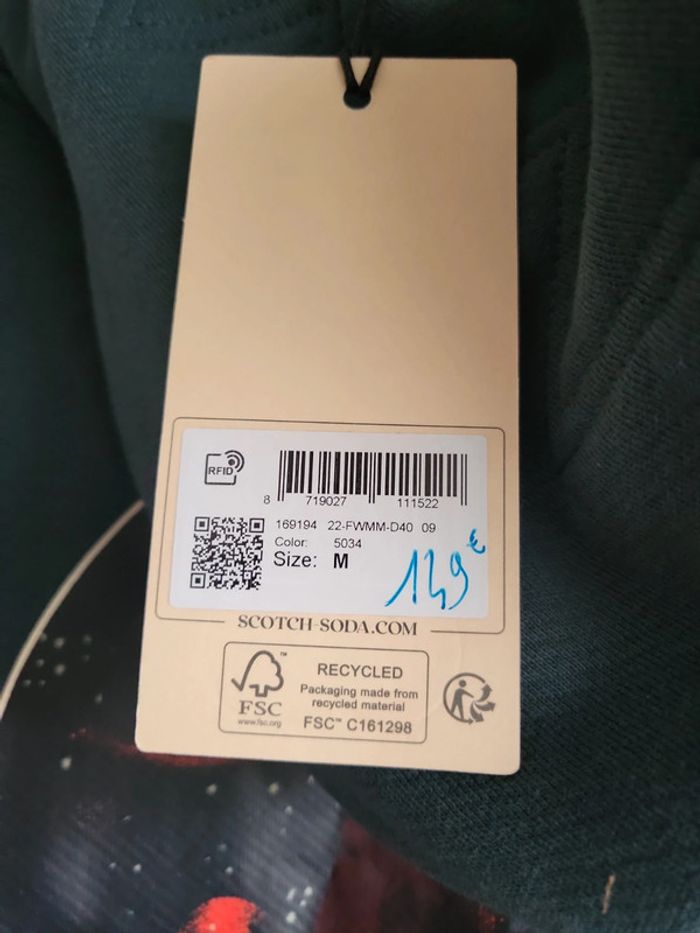 RFID
8 719027 111522
169194 22-FWMM-D40 09
Color: 5034
Size: M
149€
SCOTCH-SODA.COM
FSC™
www.fsc.org
RECYCLED
Packaging made from
recycled material
FSC™ C161298